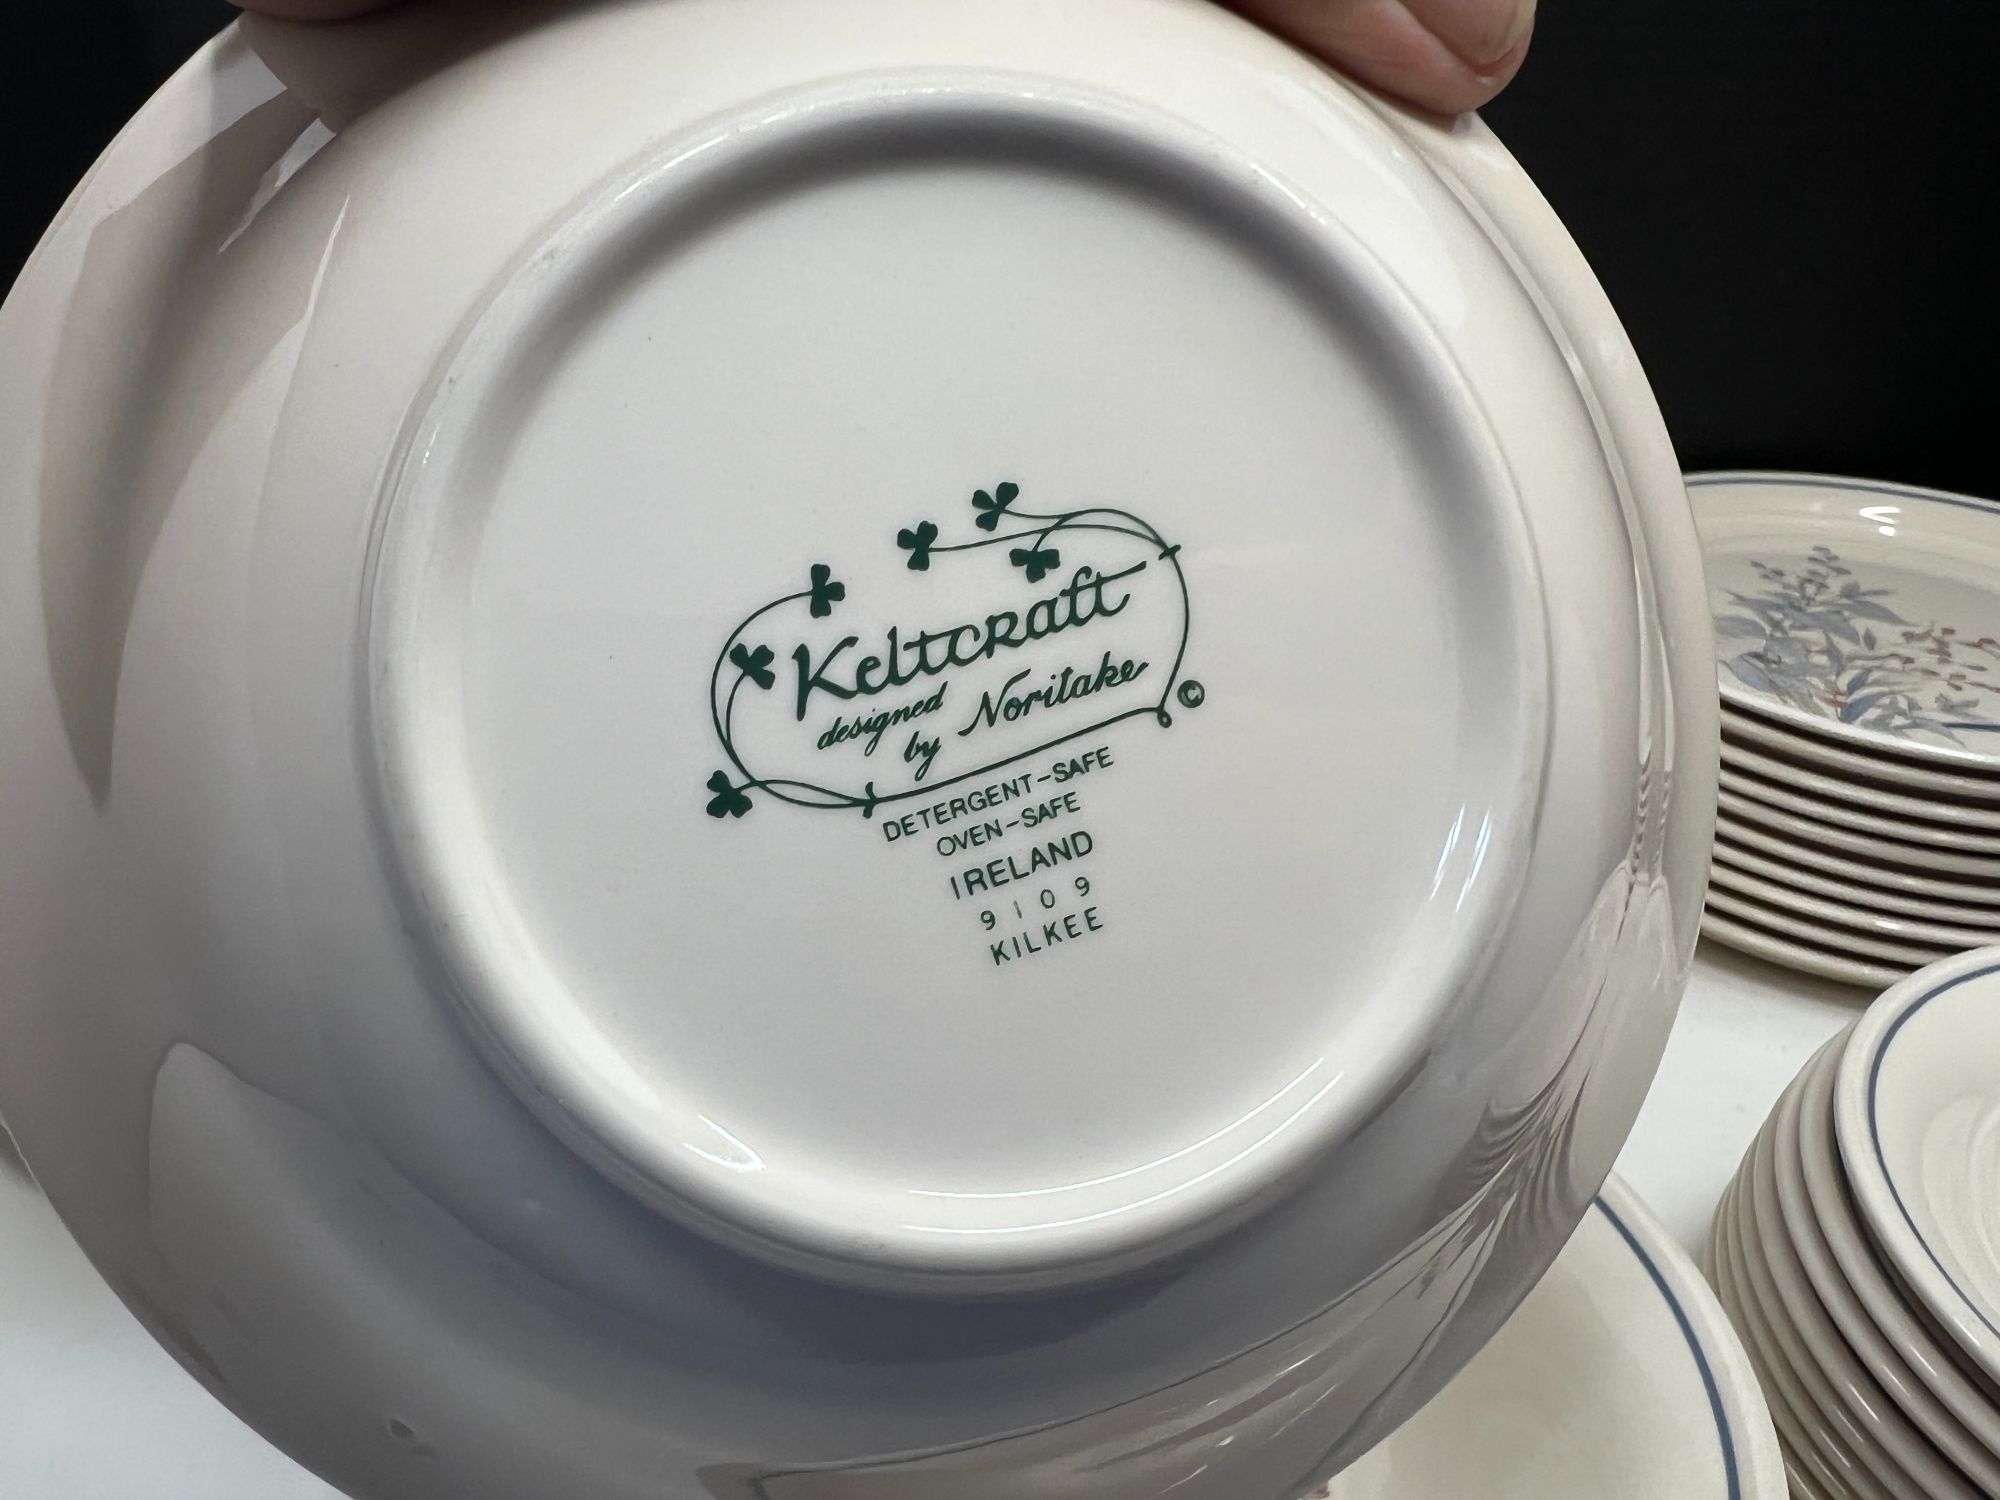 Keltcraft
designed
by Noritake ©
DETERGENT-SAFE
OVEN-SAFE
IRELAND
9109
KILKEE